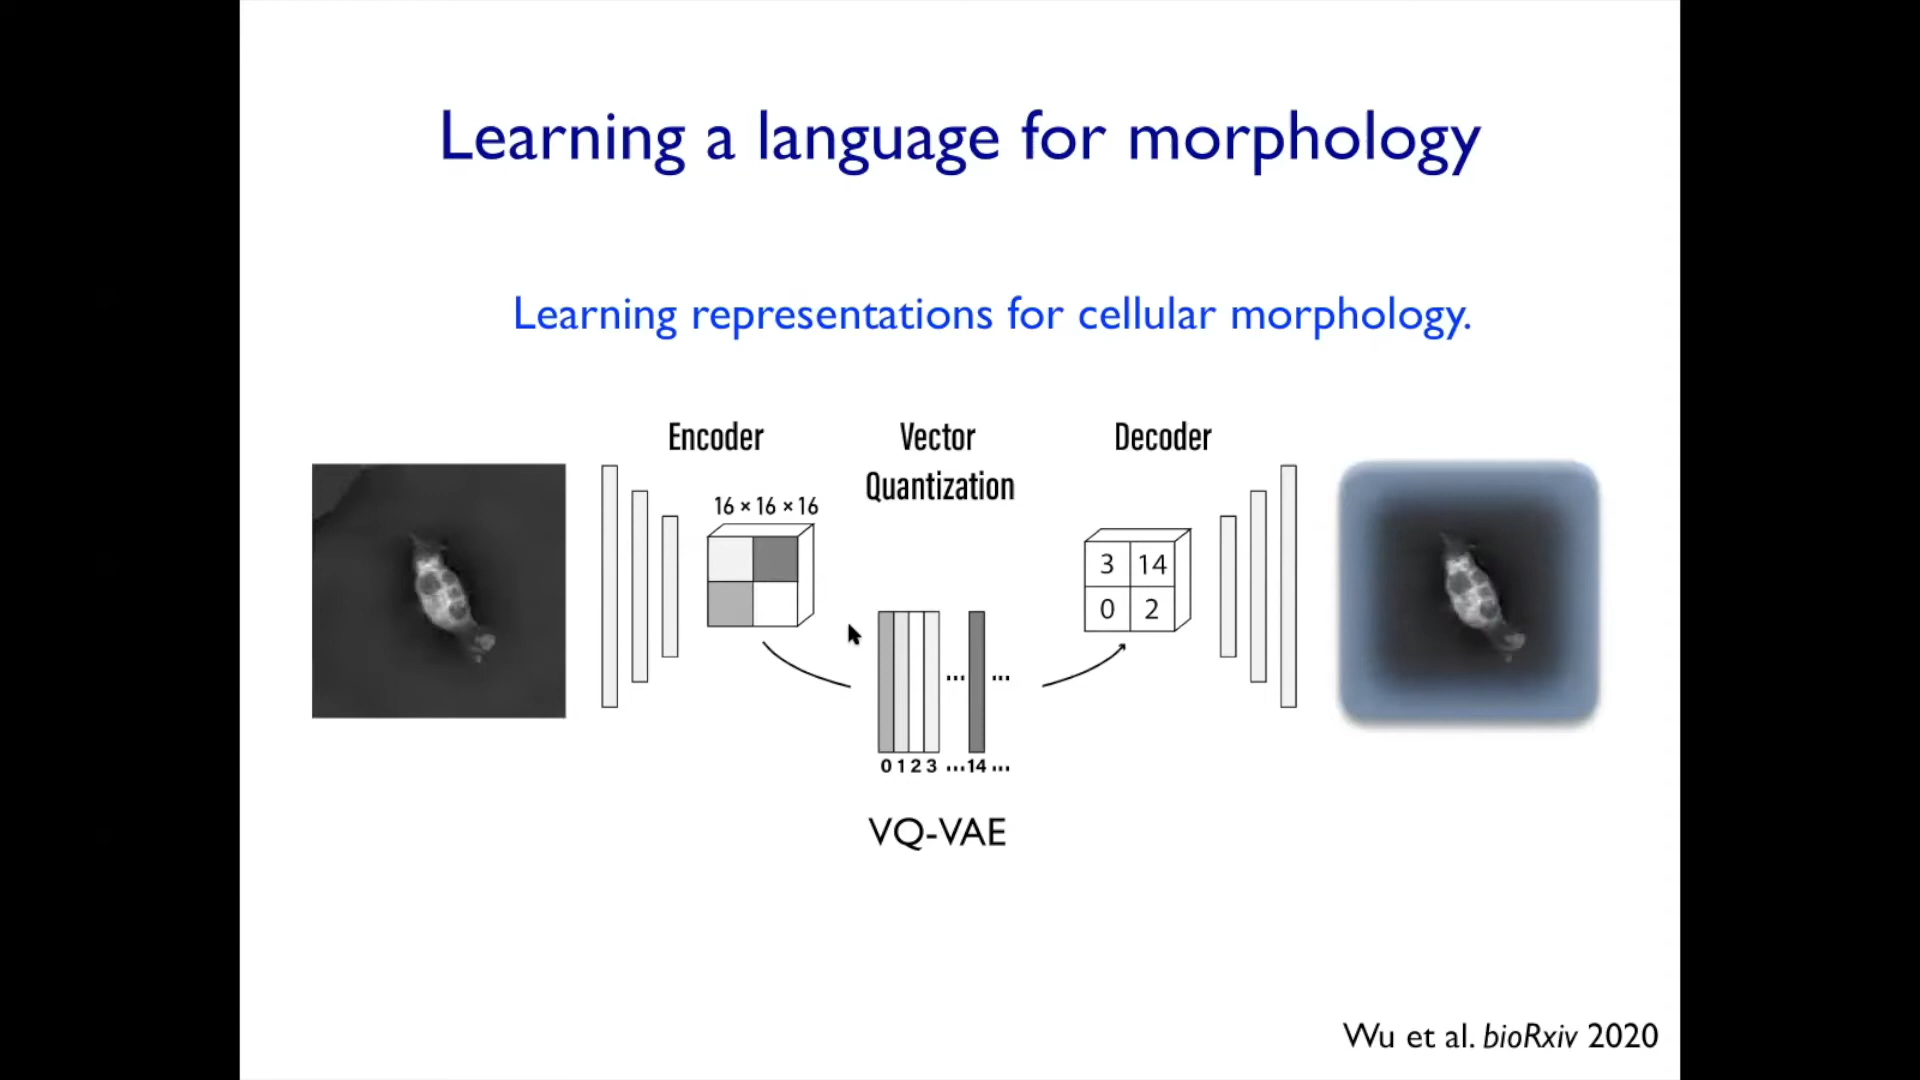 Learning a language for morphology
Learning representations for cellular morphology.
Encoder
Vector
Quantization
Decoder
16 × 16 × 16
3 14
0 2
... ...
0 1 2 3 ...14 ...
VQ-VAE
Wu et al. bioRxiv 2020